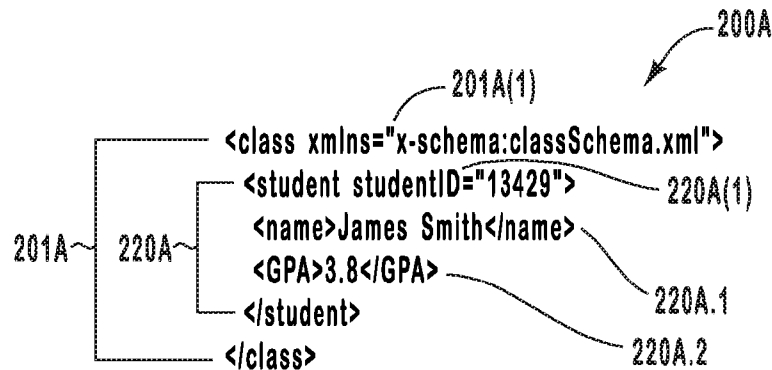 200A
201A(1)
<class xmlns="x-schema:classSchema.xml">
<student studentID="13429">
220A(1)
<name>James Smith</name>
201A
220A
<GPA>3.8</GPA>
220A.1
</student>
220A.2
</class>